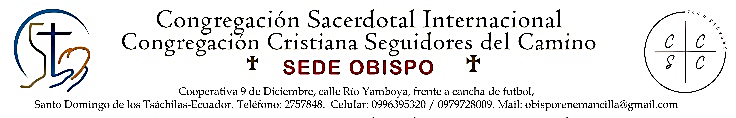 Congregación Sacerdotal Internacional
Congregación Cristiana Seguidores del Camino
SEDE OBISPO
Cooperativa 9 de Diciembre, calle Río Yamboya, frente a cancha de futbol,
Santo Domingo de los Tsáchilas-Ecuador. Teléfono: 2757848. Celular: 0996395320 / 0979728009. Mail: obisporenemancilla@gmail.com
C C
S C